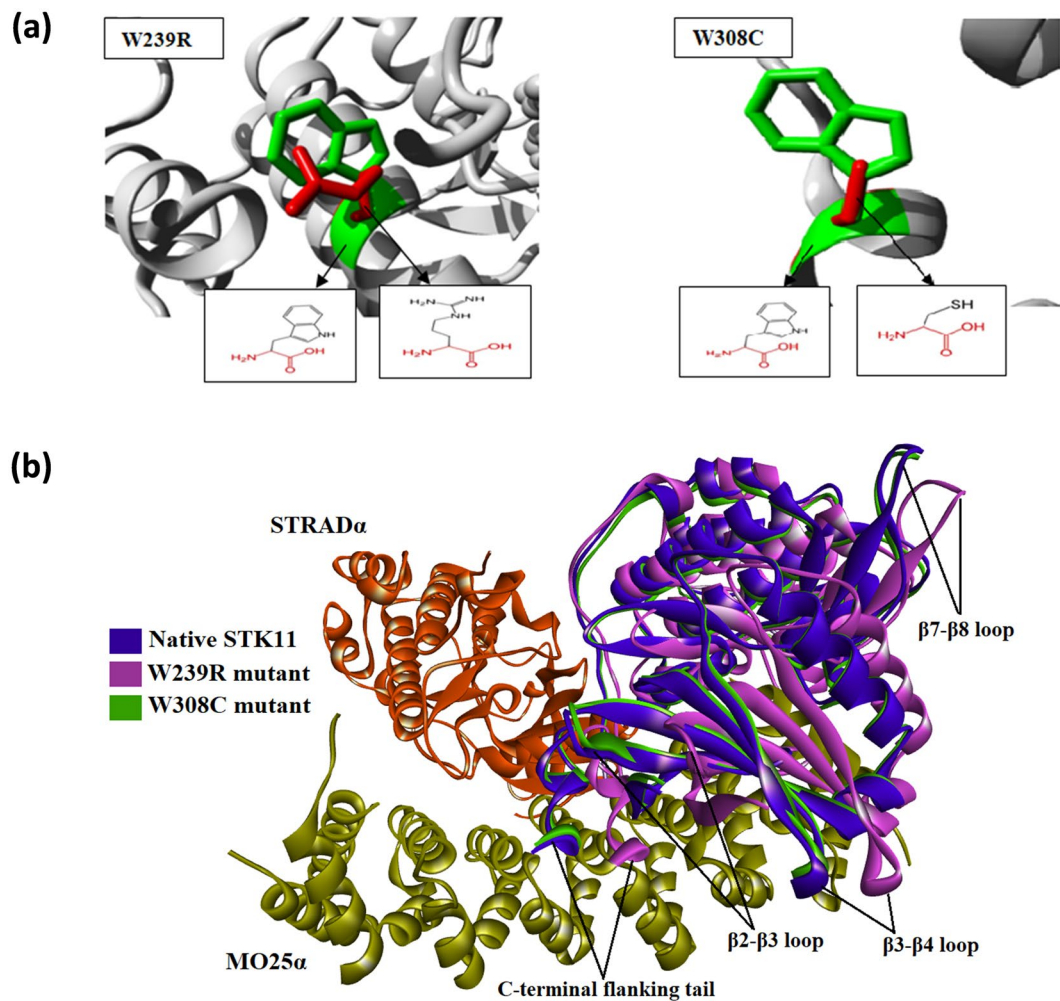 (a)
W239R
W308C
NH
H₂N
OH
O
H₂N
NH
NH
H₂N
OH
O
NH
H₂N
OH
O
SH
H₂N
OH
O
(b)
STRADα
Native STK11
W239R mutant
W308C mutant
β7-β8 loop
β2-β3 loop
β3-β4 loop
MO25α
C-terminal flanking tail